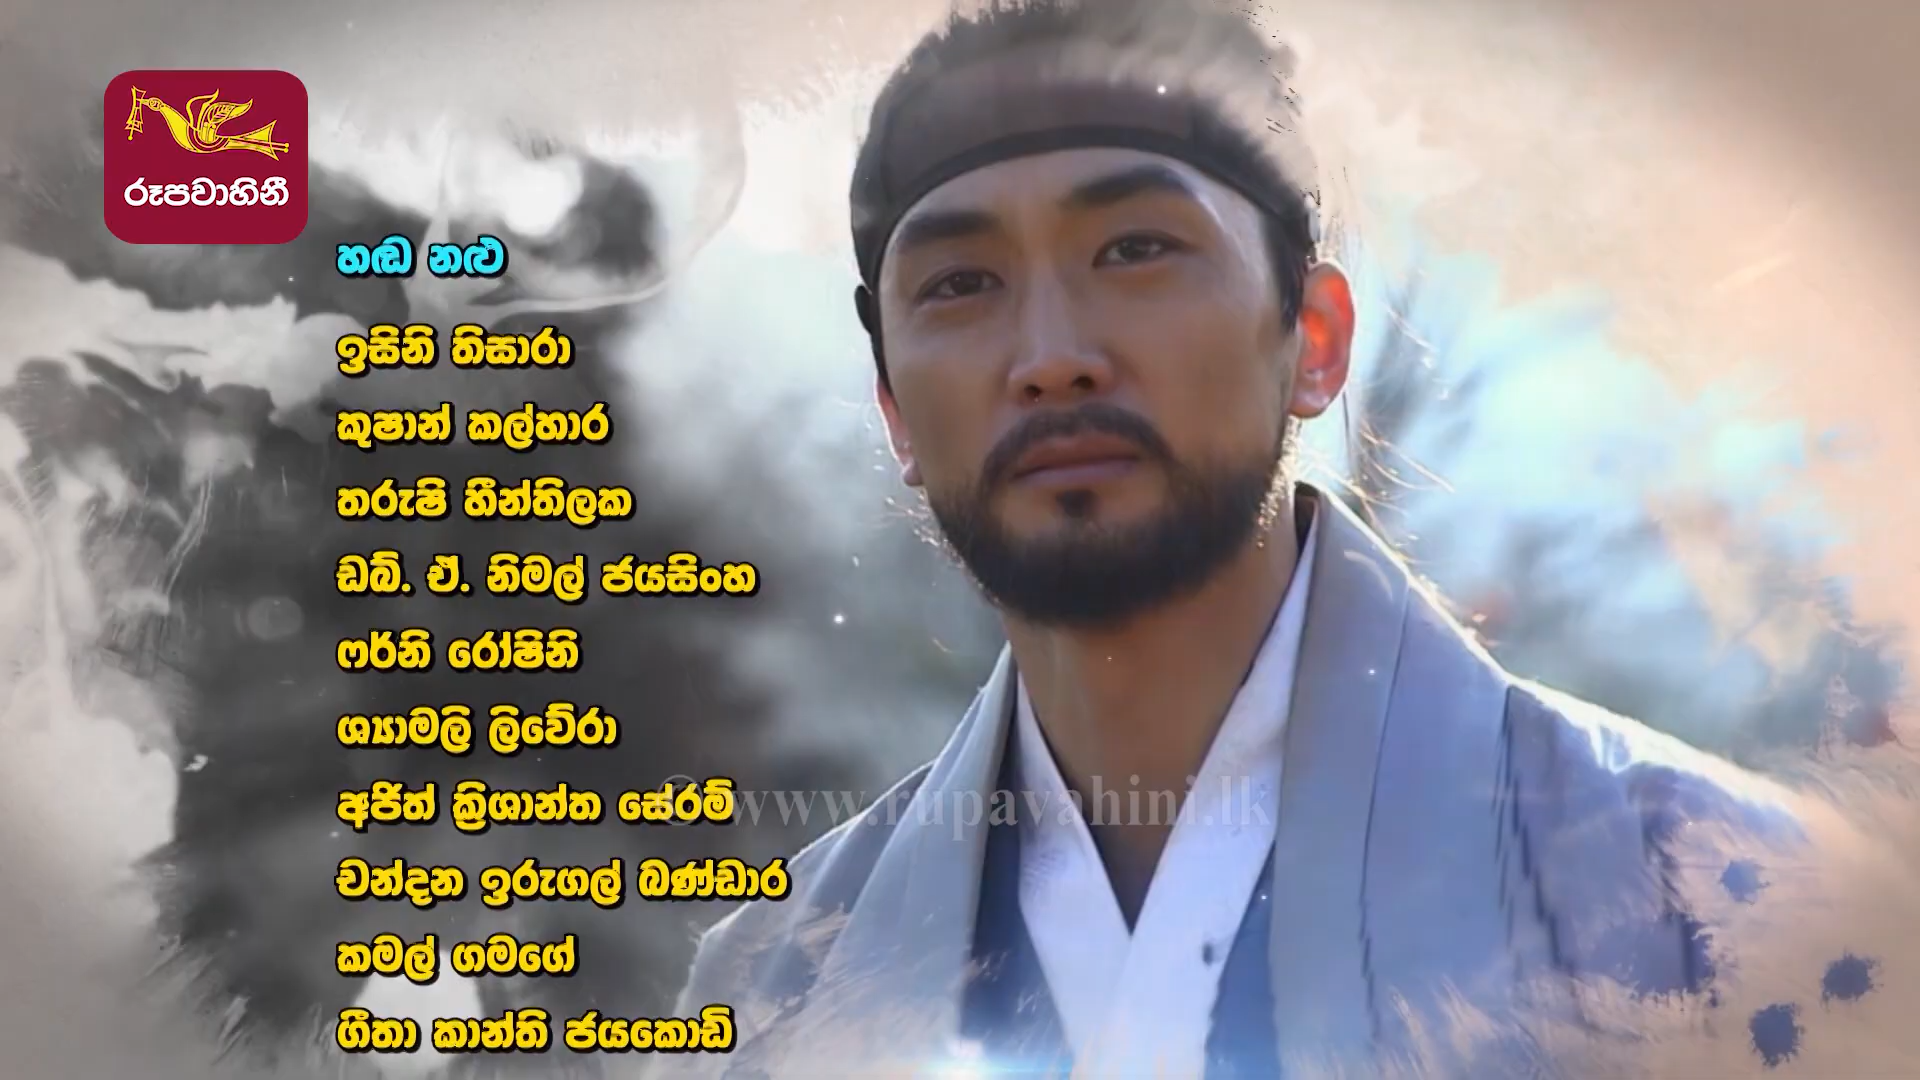 රූපවාහිනී
හඬ නළු
ඉසිනි තිසාරා
කුෂාන් කල්හාර
තරුෂි හීන්තිලක
ඩබ්. ඒ. නිමල් ජයසිංහ
ෆර්නි රෝෂිනි
ශ්‍යාමලි ලිවේරා
අජිත් ක්‍රිශාන්ත සේරම්
චන්දන ඉරුගල් බණ්ඩාර
කමල් ගමගේ
ගීතා කාන්ති ජයකොඩි
© www.rupavahini.lk